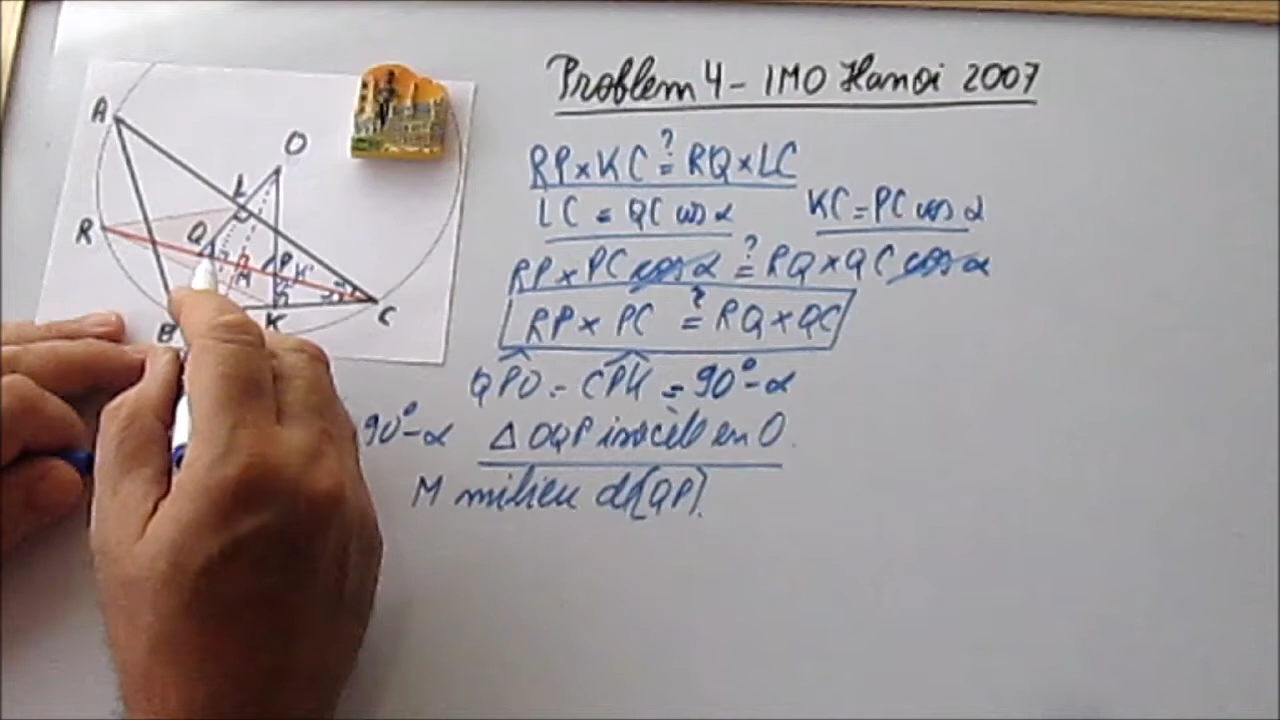 Problem 4 - IMO Hanoi 2007
RP × KC ?= RQ × LC
LC = QC cos α
KC = PC cos α
RP × PC cos α ?= RQ × QC cos α
RP × PC ?= RQ × QC
QPO = CPK = 90° - α
90° - α △ OQP isocèle en O.
M milieu de [QP].
A
O
L
R
Q
P
M
B
K
C